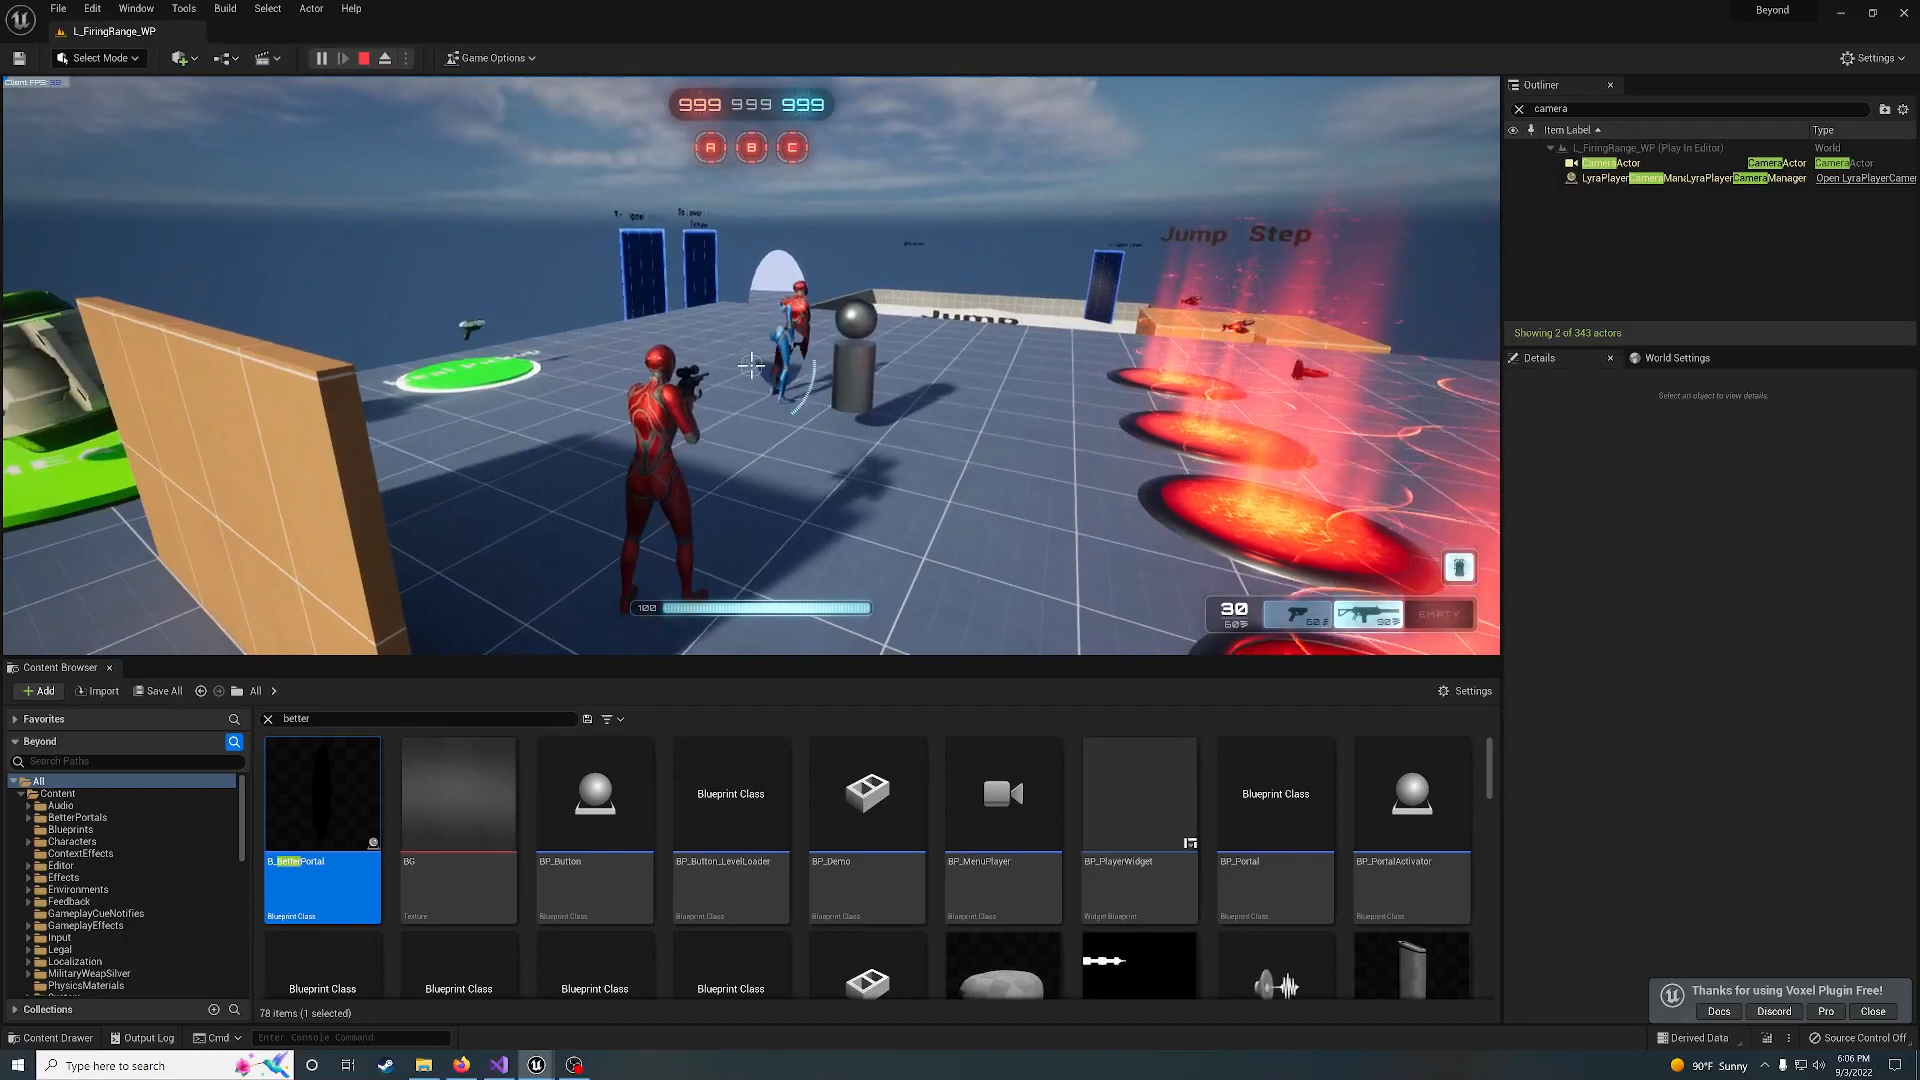 File Edit Window Tools Build Select Actor Help
Beyond
L_FiringRange_WP
Select Mode
Game Options
Settings
Client FPS:
999 999 999
A B C
Jump Step
Jump
100
30
EMPTY
Outliner
camera
Item Label Type
L_FiringRange_WP (Play In Editor) World
CameraActor CameraActor CameraActor
LyraPlayerCameraMan LyraPlayerCameraManager Open LyraPlayerCamer
Showing 2 of 343 actors
Details World Settings
Select an object to view details.
Content Browser
Add Import Save All All
Settings
Favorites
better
Beyond
Search Paths
All
Content
Audio
BetterPortals
Blueprints
Characters
ContextEffects
Editor
Effects
Environments
Feedback
GameplayCueNotifies
GameplayEffects
Input
Legal
Localization
MilitaryWeapSilver
PhysicsMaterials
Collections
Blueprint Class
Blueprint Class
B_BetterPortal
BG
BP_Button
BP_Button_LevelLoader
BP_Demo
BP_MenuPlayer
BP_PlayerWidget
BP_Portal
BP_PortalActivator
Blueprint Class
Texture
Blueprint Class
Blueprint Class
Blueprint Class
Blueprint Class
Widget Blueprint
Blueprint Class
Blueprint Class
Blueprint Class
Blueprint Class
Blueprint Class
Blueprint Class
78 items (1 selected)
Thanks for using Voxel Plugin Free!
Docs Discord Pro Close
Content Drawer Output Log Cmd Enter Console Command
Derived Data Source Control Off
Type here to search
90°F Sunny
6:06 PM
9/3/2022